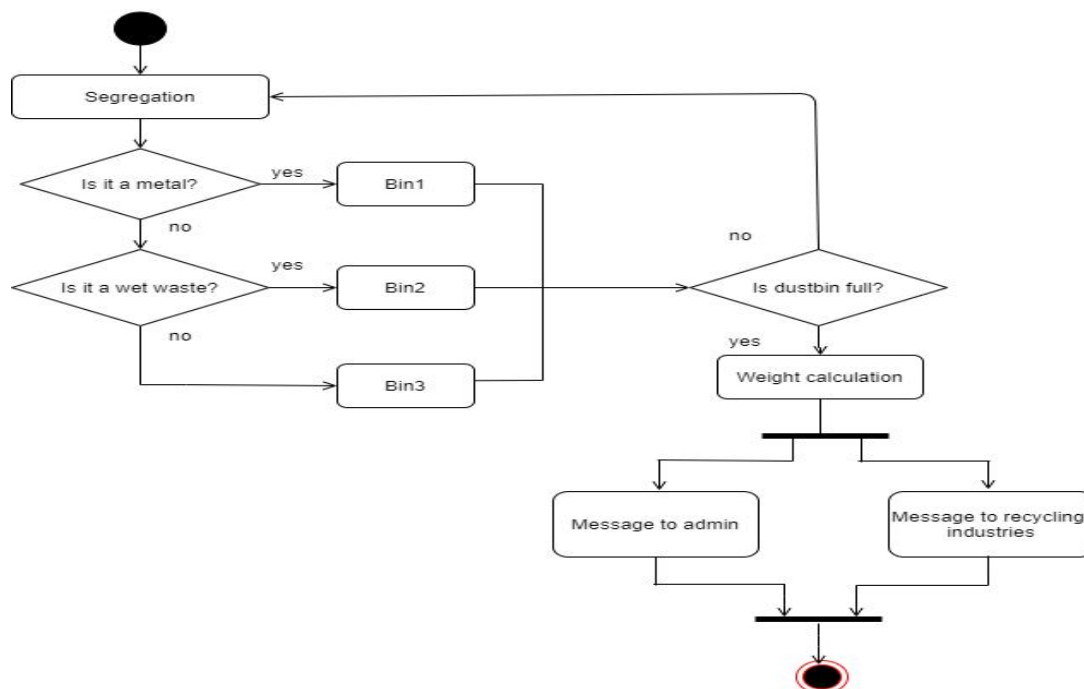 Segregation
Is it a metal?
yes
Bin1
no
Is it a wet waste?
yes
Bin2
no
Bin3
no
Is dustbin full?
yes
Weight calculation
Message to admin
Message to recycling
industries